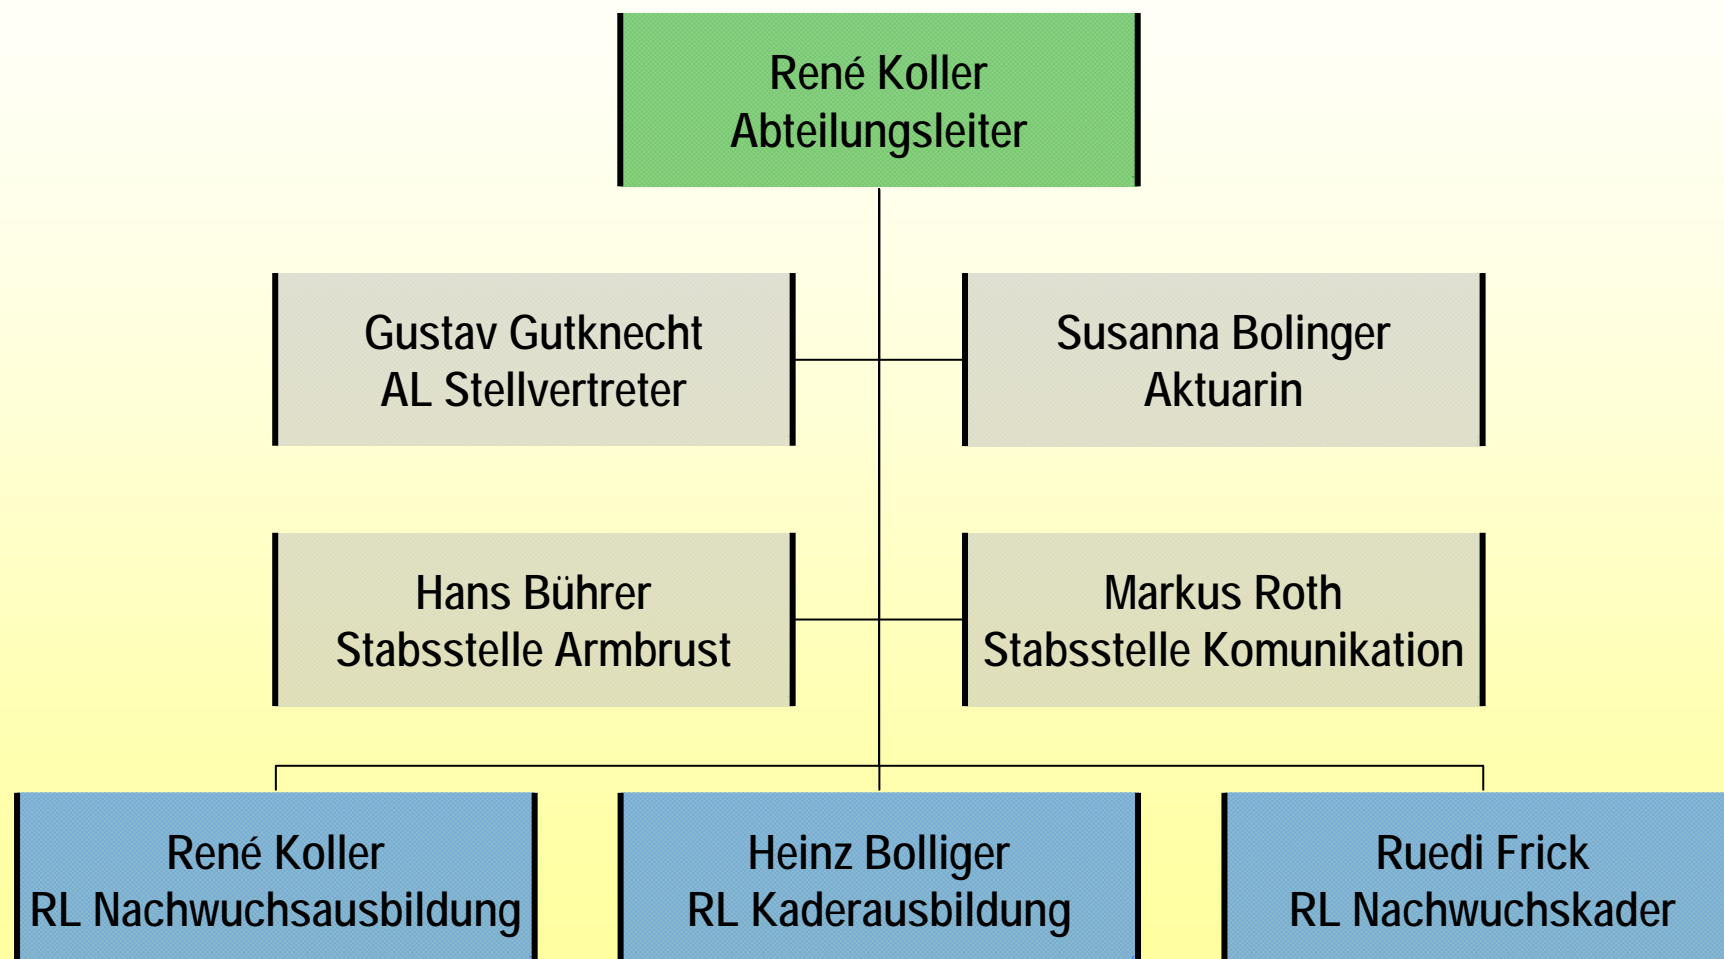 René Koller
Abteilungsleiter
Gustav Gutknecht
AL Stellvertreter
Susanna Bolinger
Aktuarin
Hans Bührer
Stabsstelle Armbrust
Markus Roth
Stabsstelle Komunikation
René Koller
RL Nachwuchsausbildung
Heinz Bolliger
RL Kaderausbildung
Ruedi Frick
RL Nachwuchskader